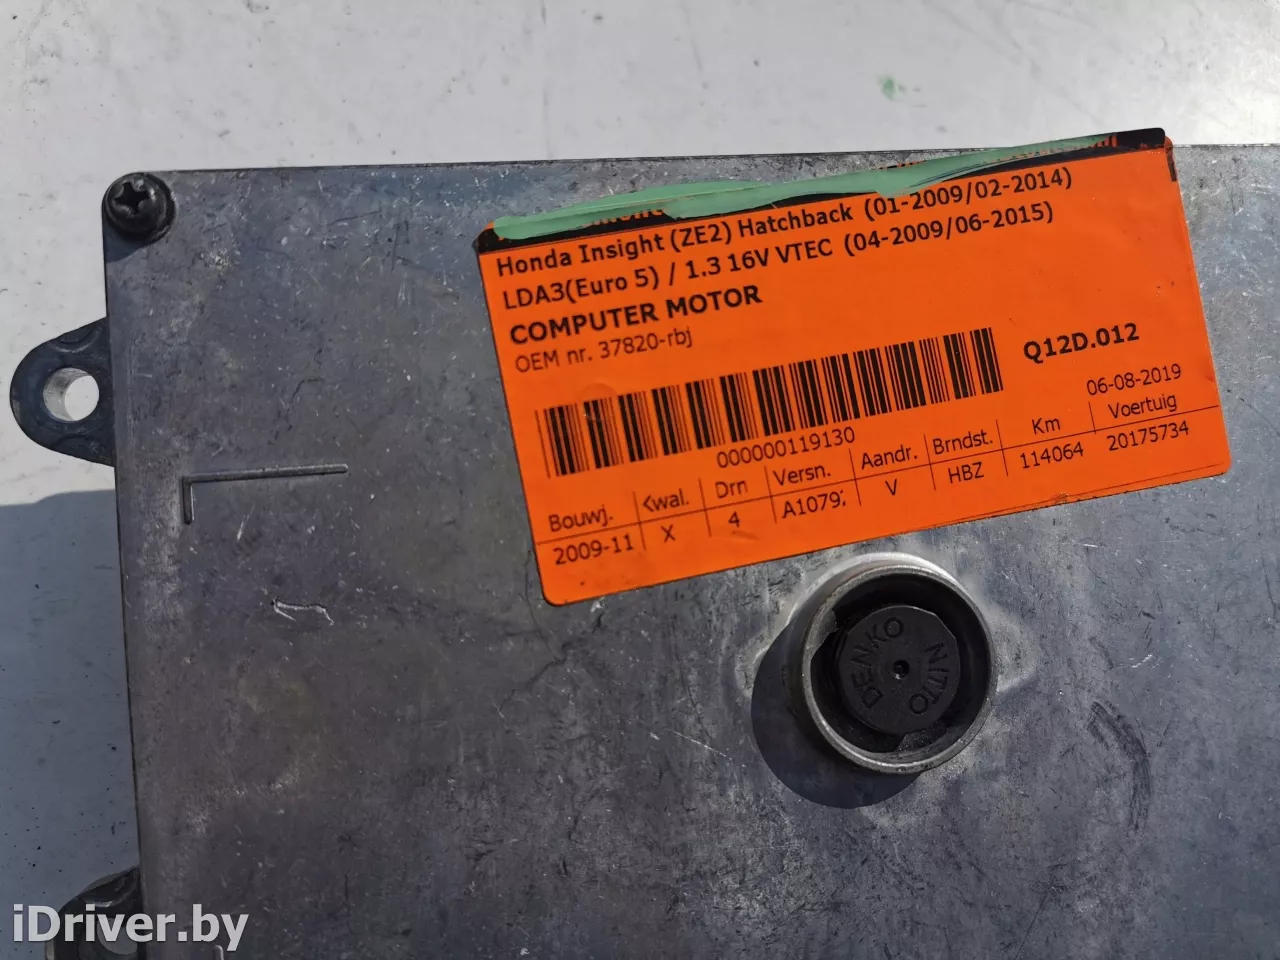 Honda Insight (ZE2) Hatchback (01-2009/02-2014)
LDA3(Euro 5) / 1.3 16V VTEC (04-2009/06-2015)
COMPUTER MOTOR
OEM nr. 37820-rbj
Q12D.012
06-08-2019
000000119130
Bouwj. Kwal. Drn Versn. Aandr. Brndst. Km Voertuig
2009-11 X 4 A1079 V HBZ 114064 20175734
DENKO
NITTO
iDriver.by